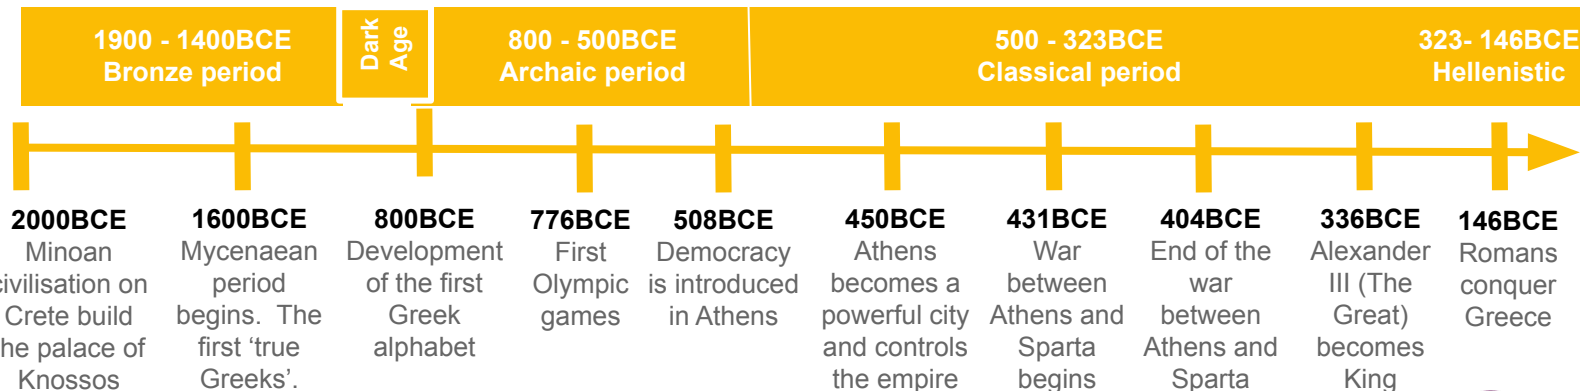 1900 - 1400BCE
Bronze period
Dark
Age
800 - 500BCE
Archaic period
500 - 323BCE
Classical period
323- 146BCE
Hellenistic
2000BCE
Minoan
civilisation on
Crete build
the palace of
Knossos
1600BCE
Mycenaean
period
begins.  The
first ‘true
Greeks’.
800BCE
Development
of the first
Greek
alphabet
776BCE
First
Olympic
games
508BCE
Democracy
is introduced
in Athens
450BCE
Athens
becomes a
powerful city
and controls
the empire
431BCE
War
between
Athens and
Sparta
begins
404BCE
End of the
war
between
Athens and
Sparta
336BCE
Alexander
III (The
Great)
becomes
King
146BCE
Romans
conquer
Greece